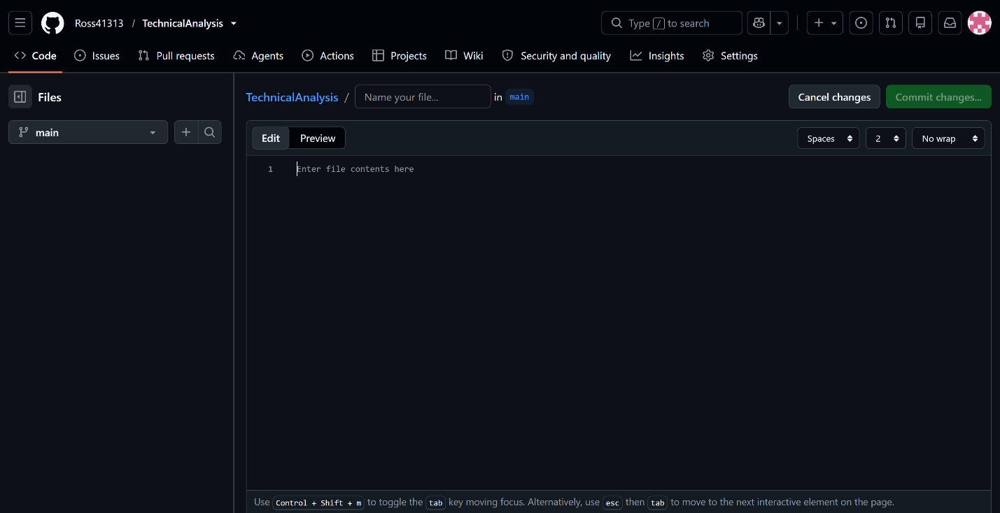 Ross41313 / TechnicalAnalysis Type / to search
Code Issues Pull requests Agents Actions Projects Wiki Security and quality Insights Settings
Files
TechnicalAnalysis / Name your file... in main Cancel changes Commit changes...
main
Edit Preview Spaces 2 No wrap
1 Enter file contents here
Use Control + Shift + m to toggle the tab key moving focus. Alternatively, use esc then tab to move to the next interactive element on the page.